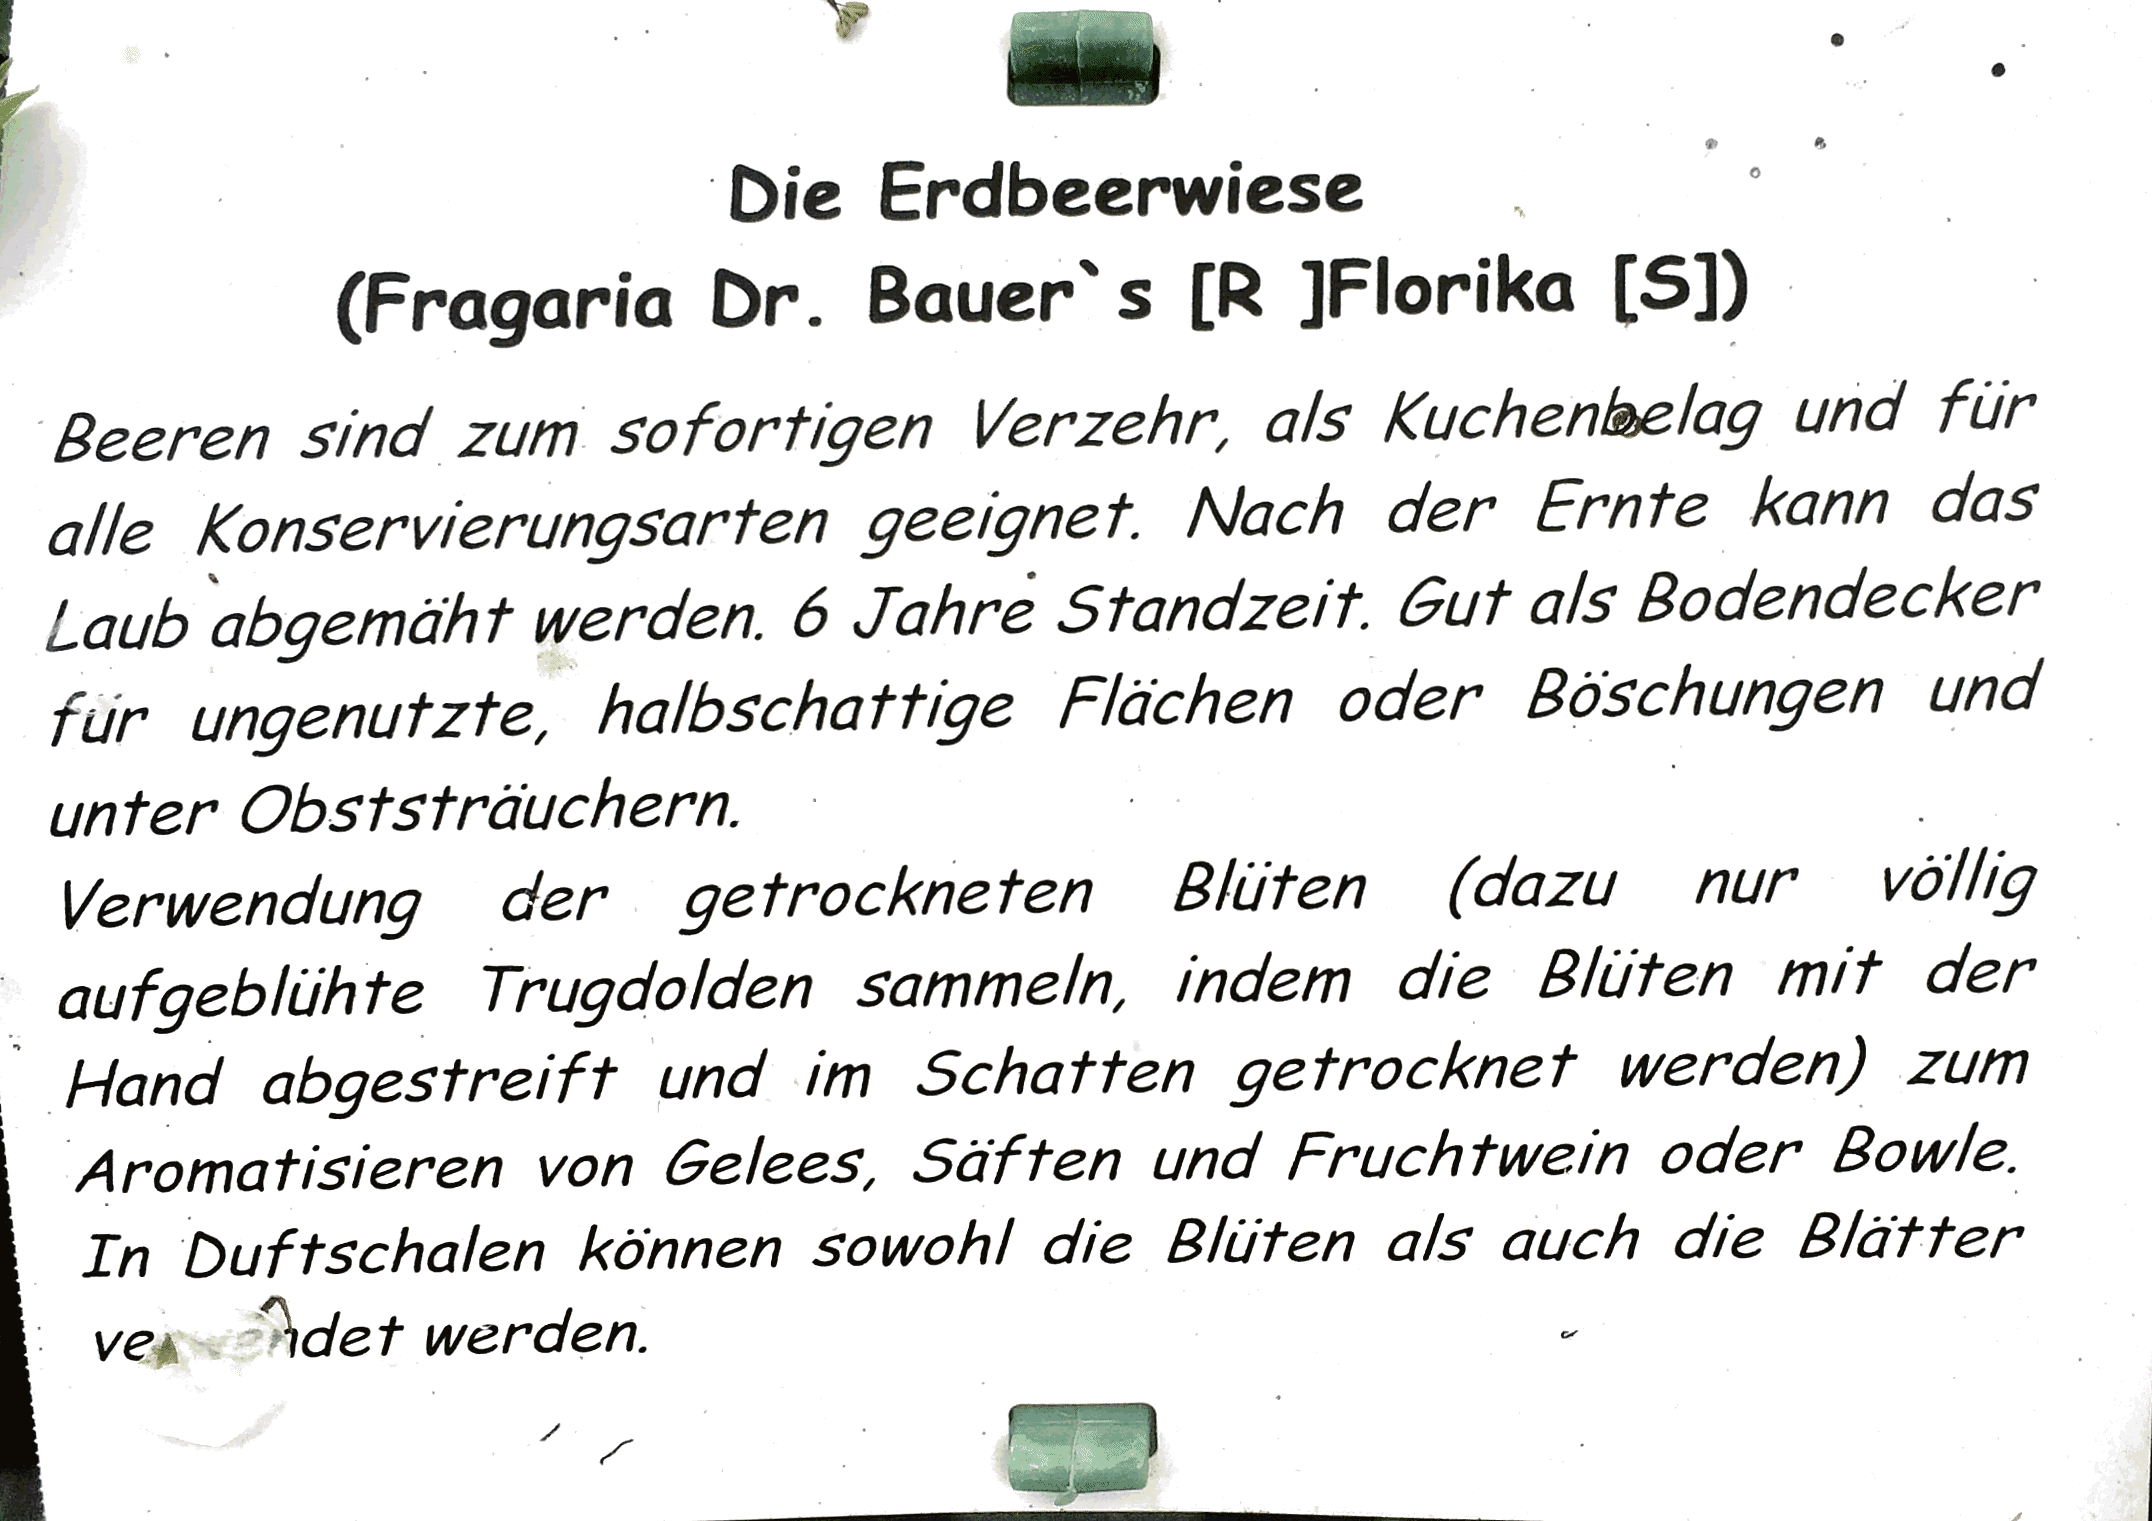 Die Erdbeerwiese
(Fragaria Dr. Bauer`s [R ]Florika [S])
Beeren sind zum sofortigen Verzehr, als Kuchenbelag und für
alle Konservierungsarten geeignet. Nach der Ernte kann das
Laub abgemäht werden. 6 Jahre Standzeit. Gut als Bodendecker
für ungenutzte, halbschattige Flächen oder Böschungen und
unter Obststräuchern.
Verwendung der getrockneten Blüten (dazu nur völlig
aufgeblühte Trugdolden sammeln, indem die Blüten mit der
Hand abgestreift und im Schatten getrocknet werden) zum
Aromatisieren von Gelees, Säften und Fruchtwein oder Bowle.
In Duftschalen können sowohl die Blüten als auch die Blätter
verwendet werden.